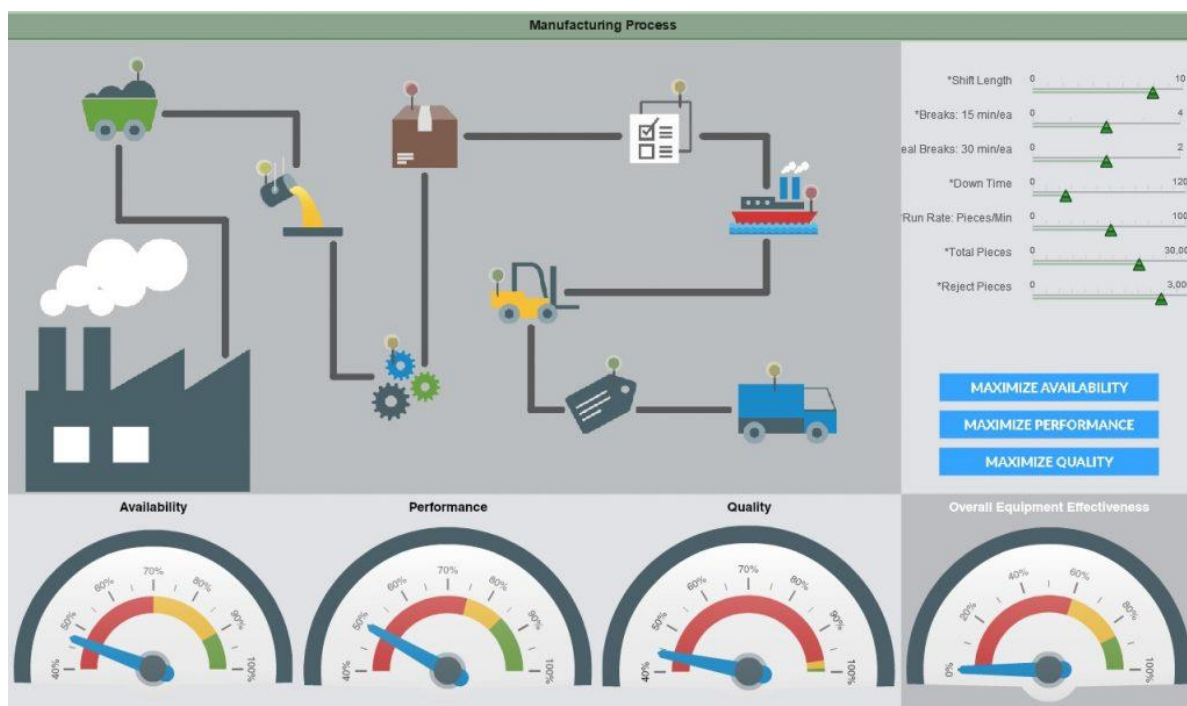 Manufacturing Process
*Shift Length 0 10
*Breaks: 15 min/ea 0 4
eal Breaks: 30 min/ea 0 2
*Down Time 0 120
*Run Rate: Pieces/Min 0 100
*Total Pieces 0 30,00
*Reject Pieces 0 3,00
MAXIMIZE AVAILABILITY
MAXIMIZE PERFORMANCE
MAXIMIZE QUALITY
Availability
40% 50% 60% 70% 80% 90% 100%
Performance
40% 50% 60% 70% 80% 90% 100%
Quality
40% 50% 60% 70% 80% 90% 100%
Overall Equipment Effectiveness
0% 20% 40% 60% 80% 100%